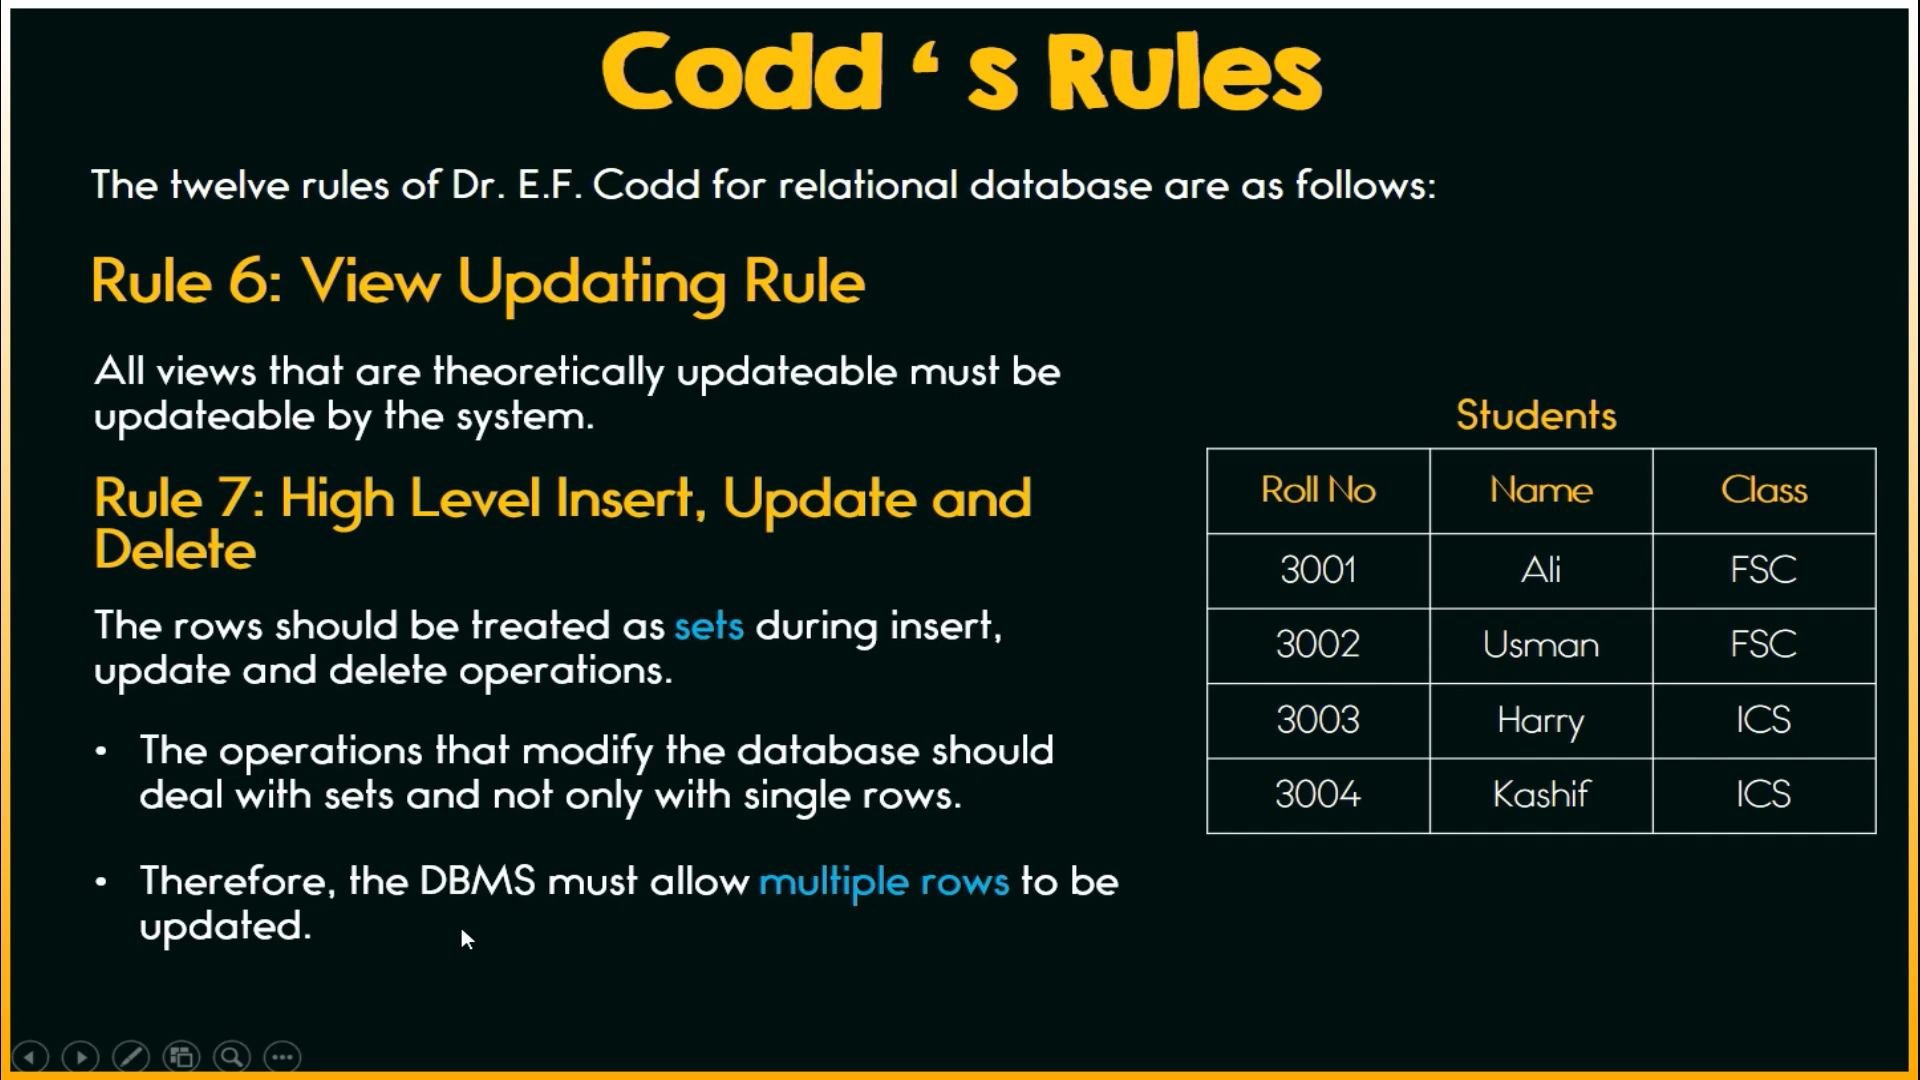 Codd ‘ s Rules
The twelve rules of Dr. E.F. Codd for relational database are as follows:
Rule 6: View Updating Rule
All views that are theoretically updateable must be
updateable by the system.
Rule 7: High Level Insert, Update and
Delete
The rows should be treated as sets during insert,
update and delete operations.
• The operations that modify the database should
deal with sets and not only with single rows.
• Therefore, the DBMS must allow multiple rows to be
updated.
Students
Roll No Name Class
3001 Ali FSC
3002 Usman FSC
3003 Harry ICS
3004 Kashif ICS